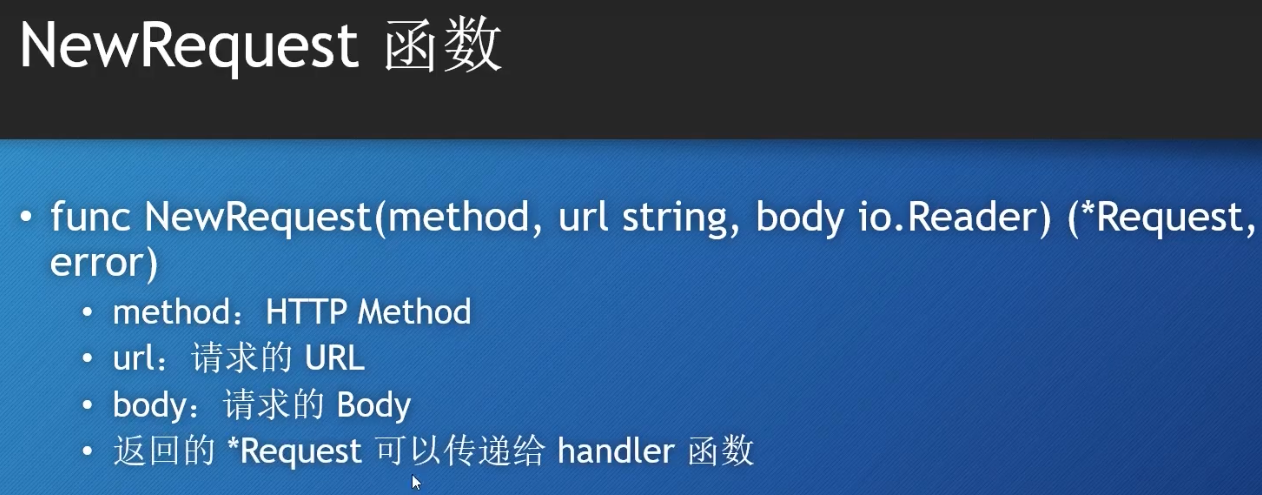 NewRequest 函数
• func NewRequest(method, url string, body io.Reader) (*Request,
error)
• method：HTTP Method
• url：请求的 URL
• body：请求的 Body
• 返回的 *Request 可以传递给 handler 函数